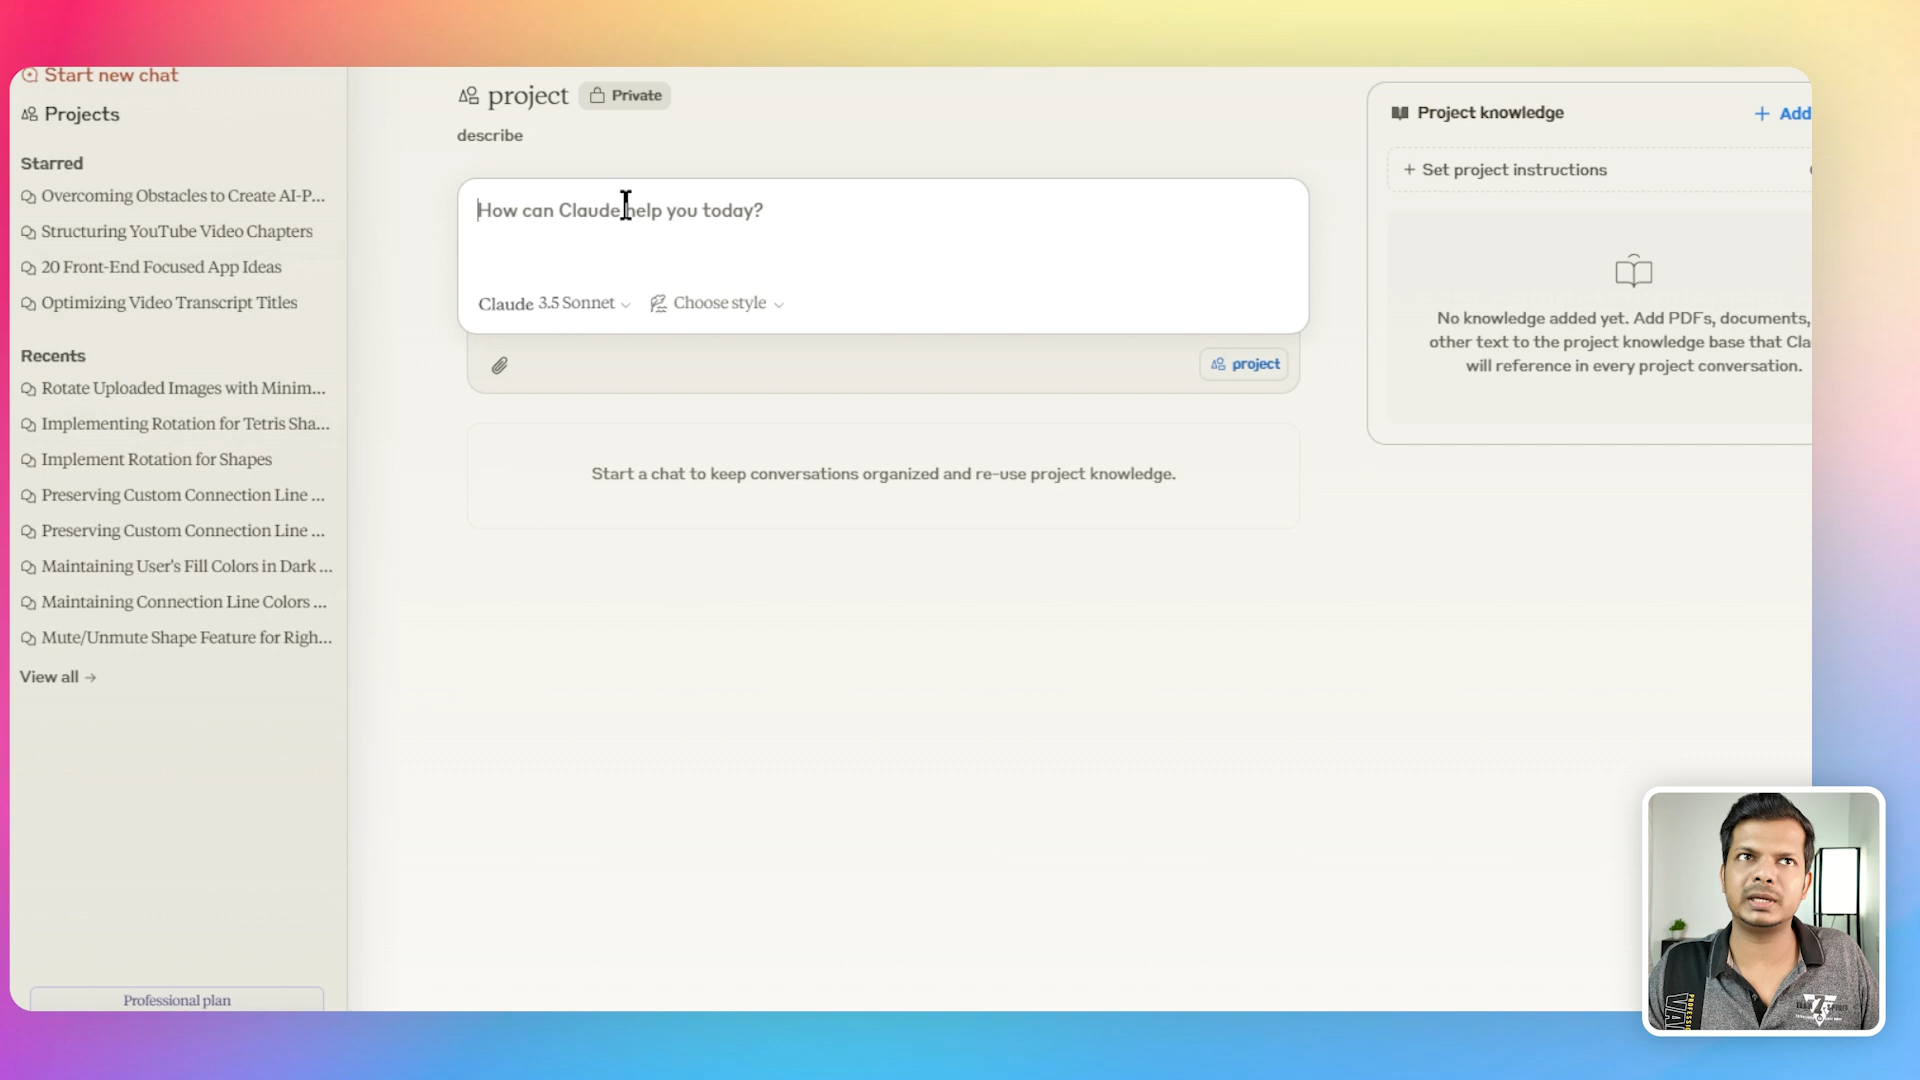 Start new chat
Projects
Starred
Overcoming Obstacles to Create AI-P...
Structuring YouTube Video Chapters
20 Front-End Focused App Ideas
Optimizing Video Transcript Titles
Recents
Rotate Uploaded Images with Minim...
Implementing Rotation for Tetris Sha...
Implement Rotation for Shapes
Preserving Custom Connection Line ...
Preserving Custom Connection Line ...
Maintaining User's Fill Colors in Dark ...
Maintaining Connection Line Colors ...
Mute/Unmute Shape Feature for Righ...
View all →
Professional plan
project Private
describe
How can Claude help you today?
Claude 3.5 Sonnet Choose style
project
Start a chat to keep conversations organized and re-use project knowledge.
Project knowledge + Add
+ Set project instructions
No knowledge added yet. Add PDFs, documents,
other text to the project knowledge base that Cla
will reference in every project conversation.